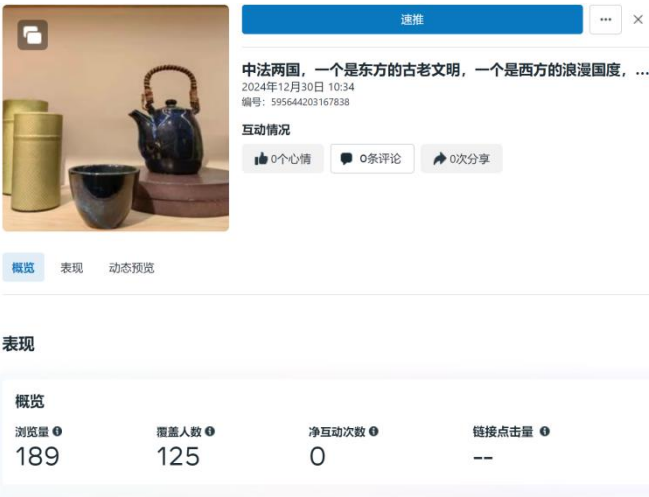 速推
中法两国，一个是东方的古老文明，一个是西方的浪漫国度，...
2024年12月30日 10:34
编号：595644203167838
互动情况
0个心情 0条评论 0次分享
概览 表现 动态预览
表现
概览
浏览量 覆盖人数 净互动次数 链接点击量
189 125 0 --